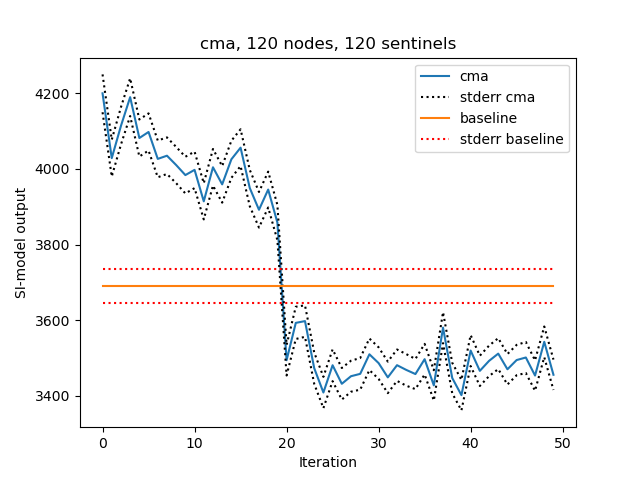 cma, 120 nodes, 120 sentinels
cma
stderr cma
baseline
stderr baseline
SI-model output
4200
4000
3800
3600
3400
0 10 20 30 40 50
Iteration